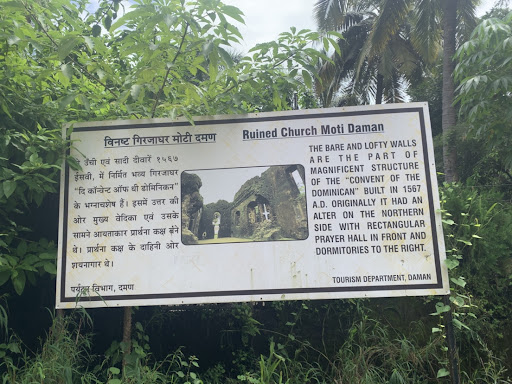 विनष्ट गिरजाघर मोटी दमण
Ruined Church Moti Daman
ये ऊँची एवं सादी दीवारें १५६७
ईसवी, में निर्मित भव्य गिरजाघर
“दि कॉन्वेंट ऑफ थी डोमिनिकन”
के भग्नावशेष हैं। इसमें उत्तर की
ओर मुख्य वेदिका एवं उसके
सामने आयताकार प्रार्थना कक्ष बने
थे। प्रार्थना कक्ष के दाहिनी ओर
शयनागार थे।
पर्यटन विभाग, दमण
THE BARE AND LOFTY WALLS
ARE THE PART OF
MAGNIFICENT STRUCTURE
OF THE “CONVENT OF THE
DOMINICAN” BUILT IN 1567
A.D. ORIGINALLY IT HAD AN
ALTER ON THE NORTHERN
SIDE WITH RECTANGULAR
PRAYER HALL IN FRONT AND
DORMITORIES TO THE RIGHT.
TOURISM DEPARTMENT, DAMAN